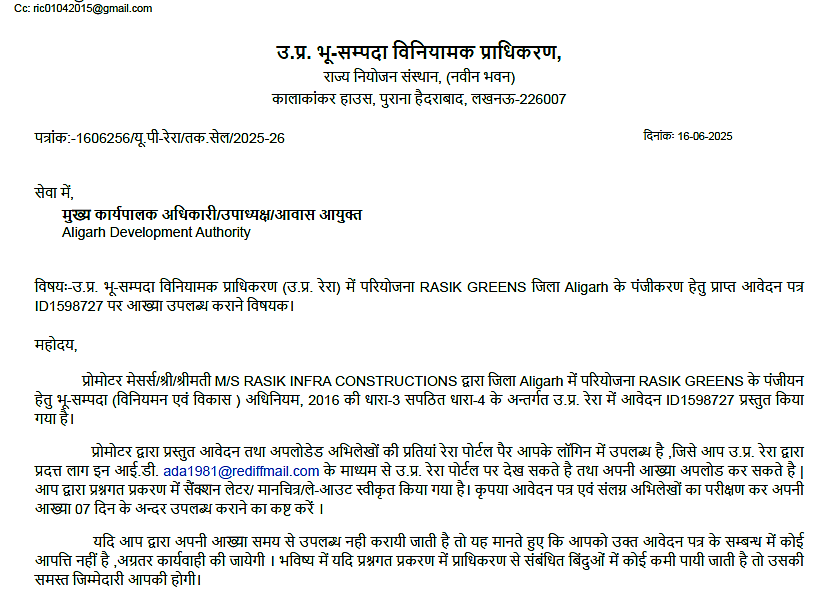 Cc: ric01042015@gmail.com
उ.प्र. भू-सम्पदा विनियामक प्राधिकरण,
राज्य नियोजन संस्थान, (नवीन भवन)
कालाकांकर हाउस, पुराना हैदराबाद, लखनऊ-226007
पत्रांक:-1606256/यू.पी-रेरा/तक.सेल/2025-26
दिनांकः 16-06-2025
सेवा में,
मुख्य कार्यपालक अधिकारी/उपाध्यक्ष/आवास आयुक्त
Aligarh Development Authority
विषयः-उ.प्र. भू-सम्पदा विनियामक प्राधिकरण (उ.प्र. रेरा) में परियोजना RASIK GREENS जिला Aligarh के पंजीकरण हेतु प्राप्त आवेदन पत्र
ID1598727 पर आख्या उपलब्ध कराने विषयक।
महोदय,
प्रोमोटर मेसर्स/श्री/श्रीमती M/S RASIK INFRA CONSTRUCTIONS द्वारा जिला Aligarh में परियोजना RASIK GREENS के पंजीयन
हेतु भू-सम्पदा (विनियमन एवं विकास ) अधिनियम, 2016 की धारा-3 सपठित धारा-4 के अन्तर्गत उ.प्र. रेरा में आवेदन ID1598727 प्रस्तुत किया
गया है।
प्रोमोटर द्वारा प्रस्तुत आवेदन तथा अपलोडेड अभिलेखों की प्रतियां रेरा पोर्टल पैर आपके लॉगिन में उपलब्ध है ,जिसे आप उ.प्र. रेरा द्वारा
प्रदत्त लाग इन आई.डी. ada1981@rediffmail.com के माध्यम से उ.प्र. रेरा पोर्टल पर देख सकते है तथा अपनी आख्या अपलोड कर सकते है |
आप द्वारा प्रश्नगत प्रकरण में सैंक्शन लेटर/ मानचित्र/ले-आउट स्वीकृत किया गया है। कृपया आवेदन पत्र एवं संलग्न अभिलेखों का परीक्षण कर अपनी
आख्या 07 दिन के अन्दर उपलब्ध कराने का कष्ट करें ।
यदि आप द्वारा अपनी आख्या समय से उपलब्ध नही करायी जाती है तो यह मानते हुए कि आपको उक्त आवेदन पत्र के सम्बन्ध में कोई
आपत्ति नहीं है ,अग्रतर कार्यवाही की जायेगी । भविष्य में यदि प्रश्नगत प्रकरण में प्राधिकरण से संबंधित बिंदुओं में कोई कमी पायी जाती है तो उसकी
समस्त जिम्मेदारी आपकी होगी।